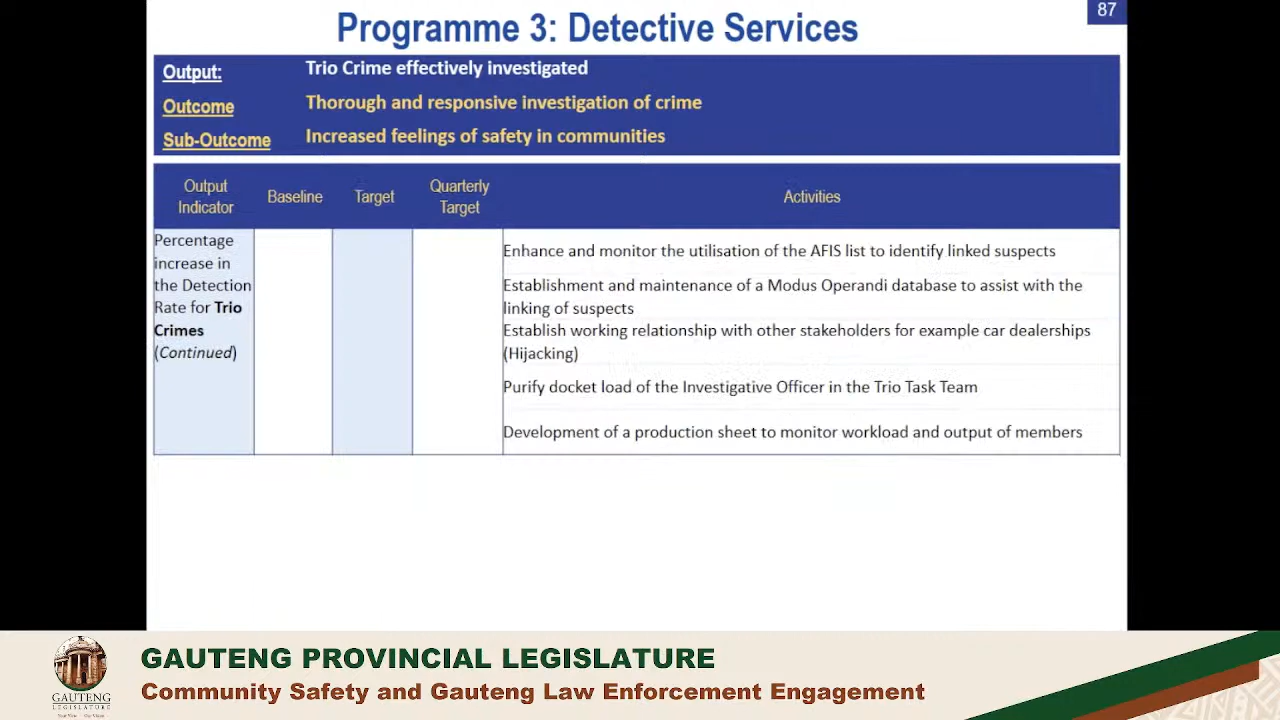 87
Programme 3: Detective Services
Output: Trio Crime effectively investigated
Outcome Thorough and responsive investigation of crime
Sub-Outcome Increased feelings of safety in communities
Output
Indicator
Baseline
Target
Quarterly
Target
Activities
Percentage
increase in
the Detection
Rate for Trio
Crimes
(Continued)
Enhance and monitor the utilisation of the AFIS list to identify linked suspects
Establishment and maintenance of a Modus Operandi database to assist with the
linking of suspects
Establish working relationship with other stakeholders for example car dealerships
(Hijacking)
Purify docket load of the Investigative Officer in the Trio Task Team
Development of a production sheet to monitor workload and output of members
GAUTENG PROVINCIAL LEGISLATURE
Community Safety and Gauteng Law Enforcement Engagement
GAUTENG
LEGISLATURE